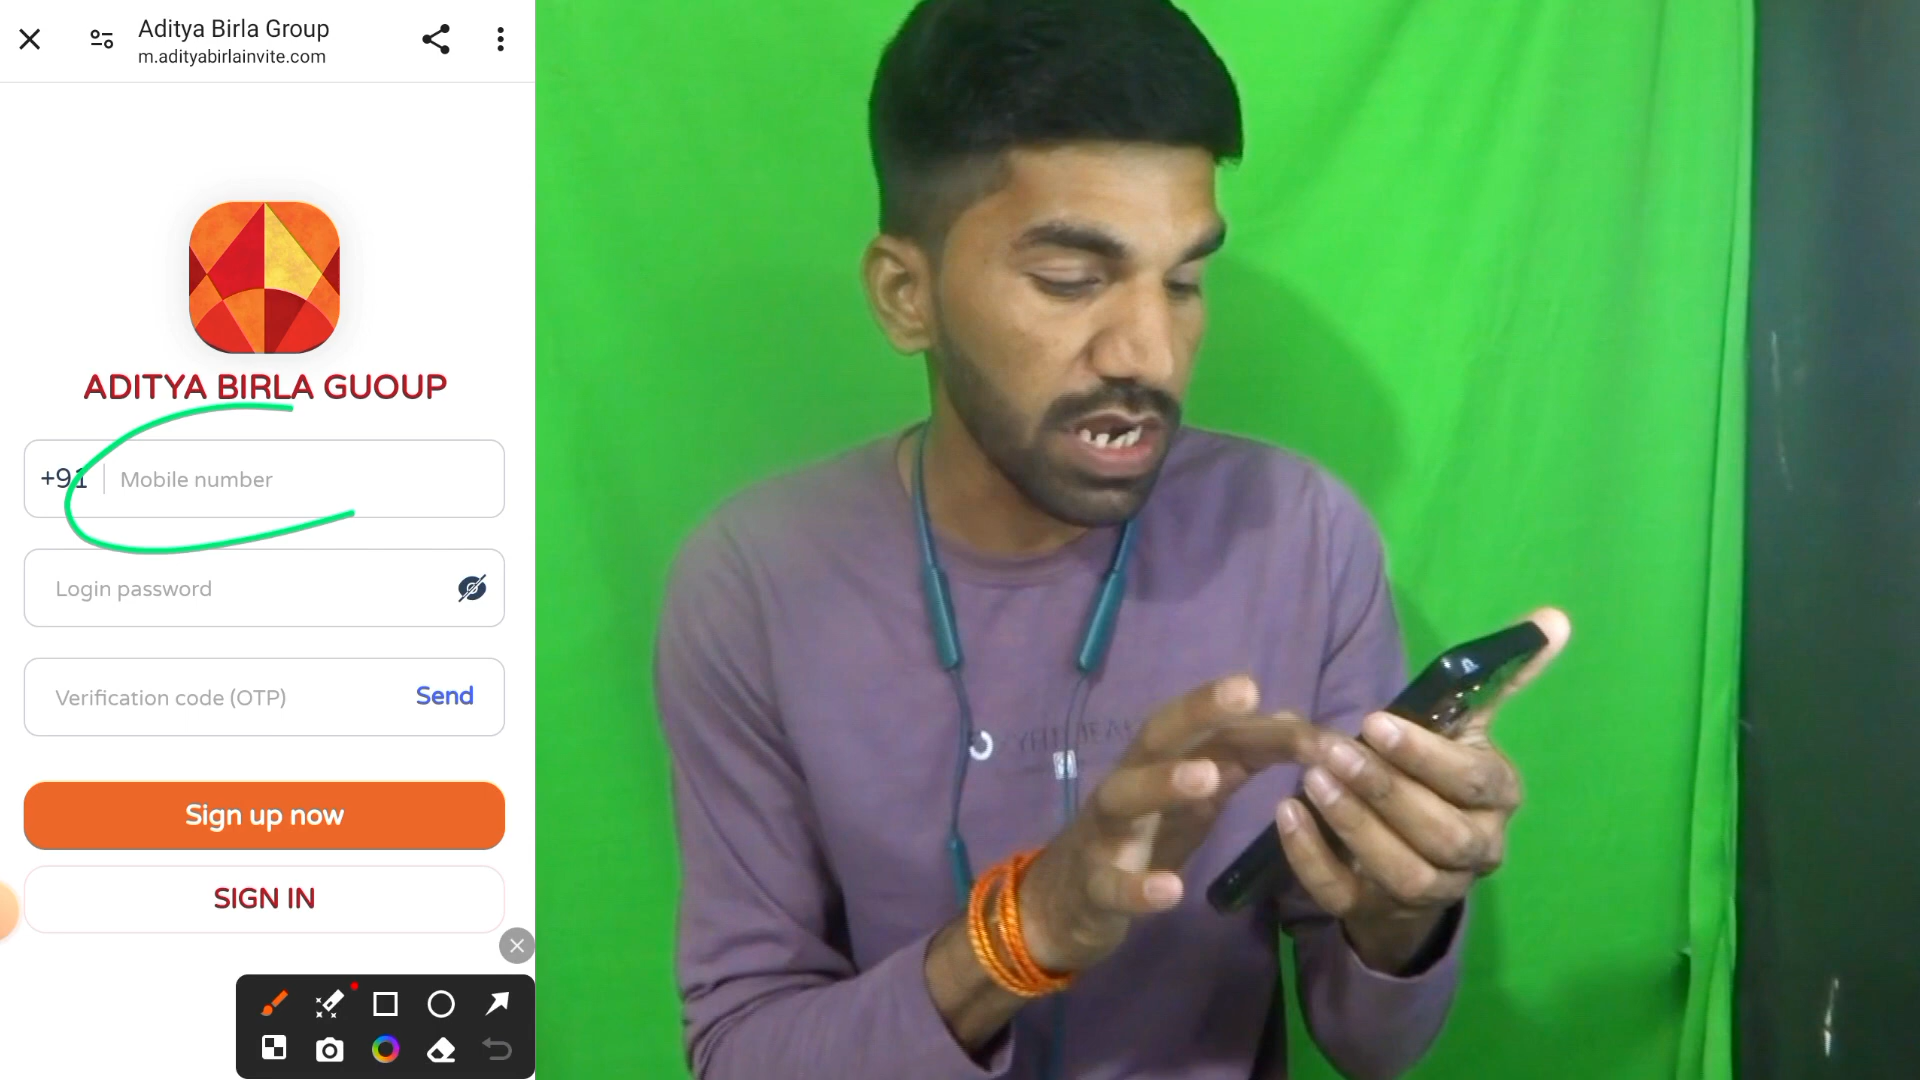 Aditya Birla Group
m.adityabirlainvite.com
ADITYA BIRLA GUOUP
+91 Mobile number
Login password
Verification code (OTP) Send
Sign up now
SIGN IN